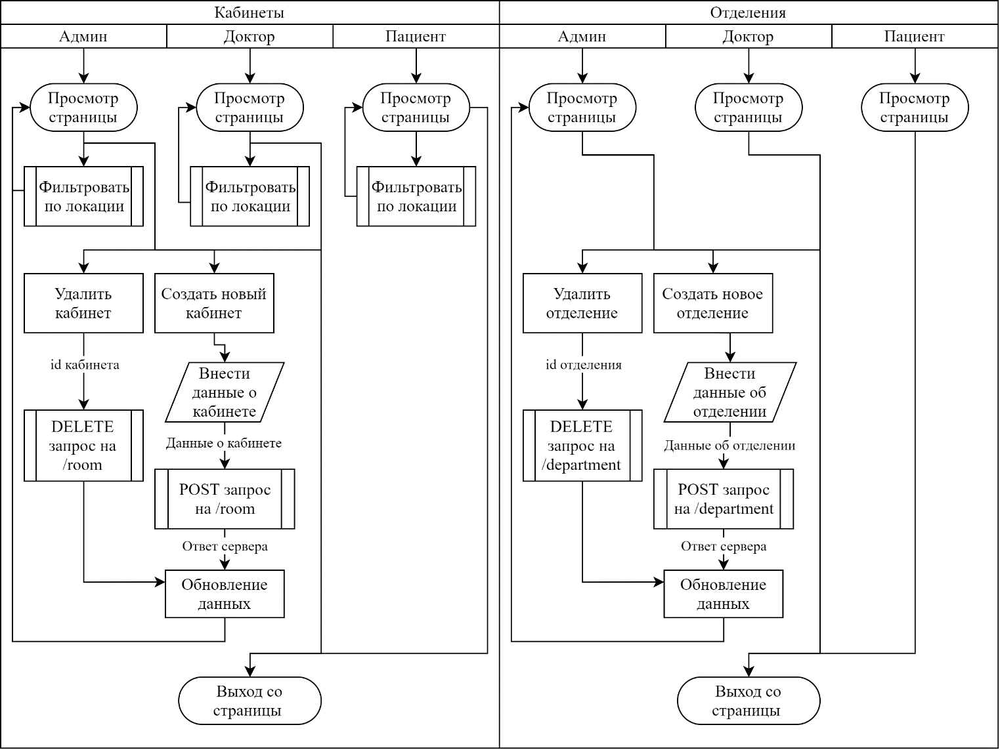 Кабинеты
Отделения
Админ
Доктор
Пациент
Админ
Доктор
Пациент
Просмотр
страницы
Просмотр
страницы
Просмотр
страницы
Просмотр
страницы
Просмотр
страницы
Просмотр
страницы
Фильтровать
по локации
Фильтровать
по локации
Фильтровать
по локации
Удалить
кабинет
Создать новый
кабинет
Удалить
отделение
Создать новое
отделение
id кабинета
Внести
данные о
кабинете
id отделения
Внести
данные об
отделении
DELETE
запрос на
/room
Данные о кабинете
DELETE
запрос на
/department
Данные об отделении
POST запрос
на /room
POST запрос
на /department
Ответ сервера
Ответ сервера
Обновление
данных
Обновление
данных
Выход со
страницы
Выход со
страницы